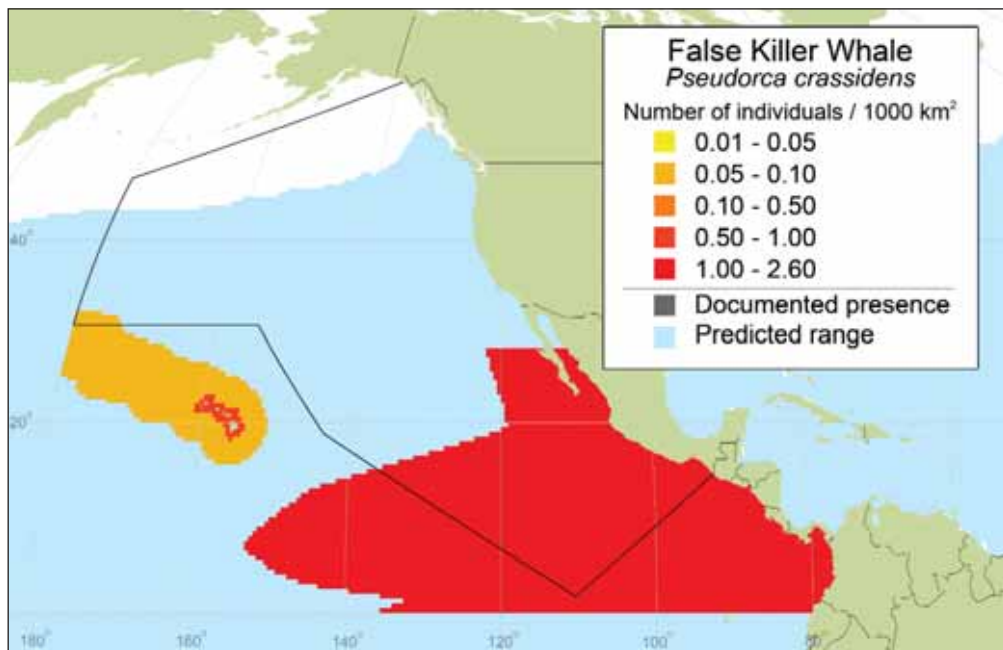 False Killer Whale
Pseudorca crassidens
Number of individuals / 1000 km²
0.01 - 0.05
0.05 - 0.10
0.10 - 0.50
0.50 - 1.00
1.00 - 2.60
Documented presence
Predicted range
40°
20°
180° 160° 140° 120° 100° 80°